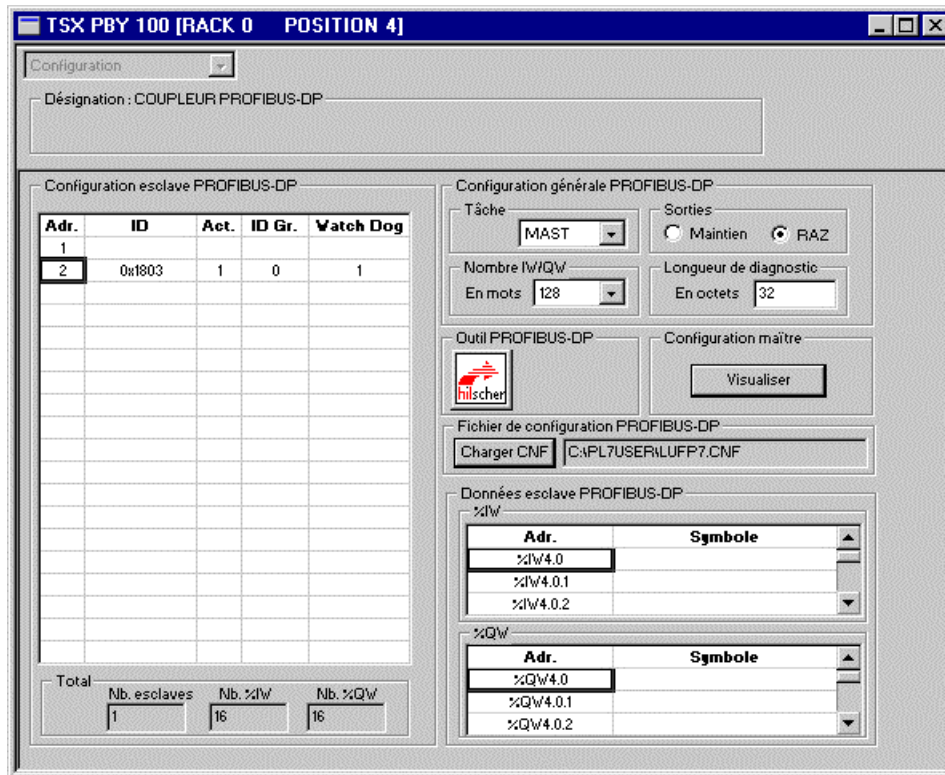 TSX PBY 100 [RACK 0 POSITION 4]
Configuration
Désignation : COUPLEUR PROFIBUS-DP
Configuration esclave PROFIBUS-DP
Adr. ID Act. ID Gr. Watch Dog
1
2 0x1803 1 0 1
Total
Nb. esclaves Nb. %IW Nb. %QW
1 16 16
Configuration générale PROFIBUS-DP
Tâche
MAST
Sorties
Maintien RAZ
Nombre IW/QW
En mots 128
Longueur de diagnostic
En octets 32
Outil PROFIBUS-DP
hilscher
Configuration maître
Visualiser
Fichier de configuration PROFIBUS-DP
Charger CNF C:\PL7USER\LUFP7.CNF
Données esclave PROFIBUS-DP
%IW
Adr. Symbole
%IW4.0
%IW4.0.1
%IW4.0.2
%QW
Adr. Symbole
%QW4.0
%QW4.0.1
%QW4.0.2